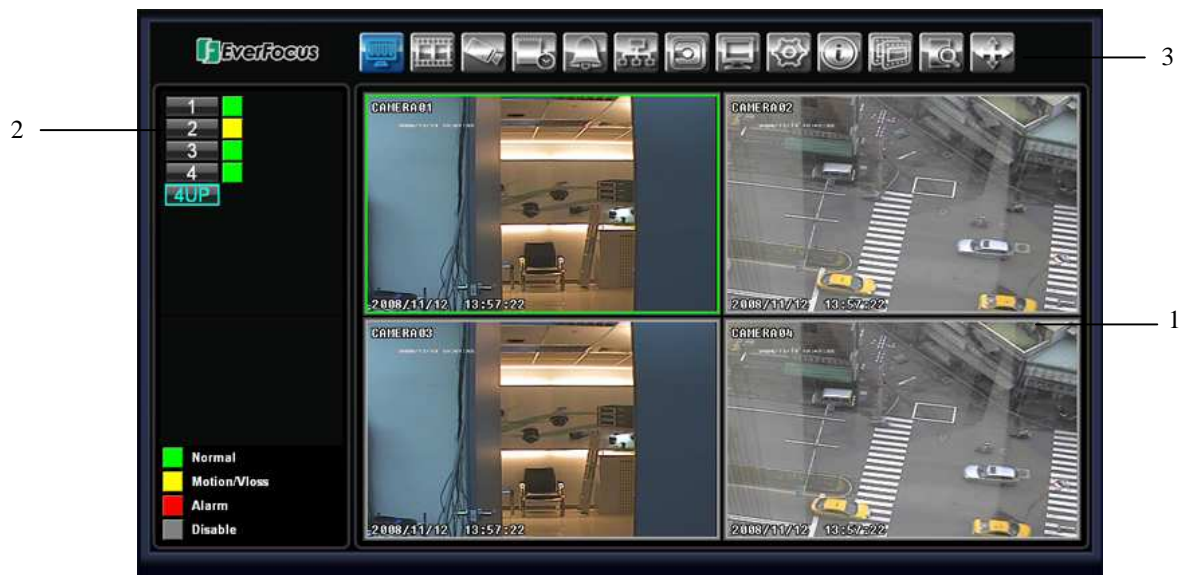 EverFocus
3
2
1
2
3
4
4UP
CAMERA01
2008/11/12 13:57:22
CAMERA02
2008/11/12 13:57:22
CAMERA03
2008/11/12 13:57:22
CAMERA04
2008/11/12 13:57:22
1
Normal
Motion/Vloss
Alarm
Disable